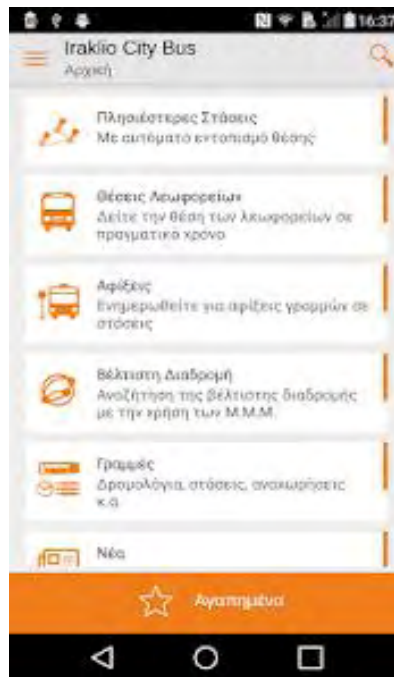 16:37
Iraklio City Bus
Αρχική
Πλησιέστερες Στάσεις
Με αυτόματο εντοπισμό θέσης
Θέσεις Λεωφορείων
Δείτε την θέση των λεωφορείων σε
πραγματικό χρόνο
Αφίξεις
Ενημερωθείτε για αφίξεις γραμμών σε
στάσεις
Βέλτιστη Διαδρομή
Αναζήτηση της βέλτιστης διαδρομής
με την χρήση των Μ.Μ.Μ.
Γραμμές
Δρομολόγια, στάσεις, αναχωρήσεις
κ.α.
Νέα
Αγαπημένα